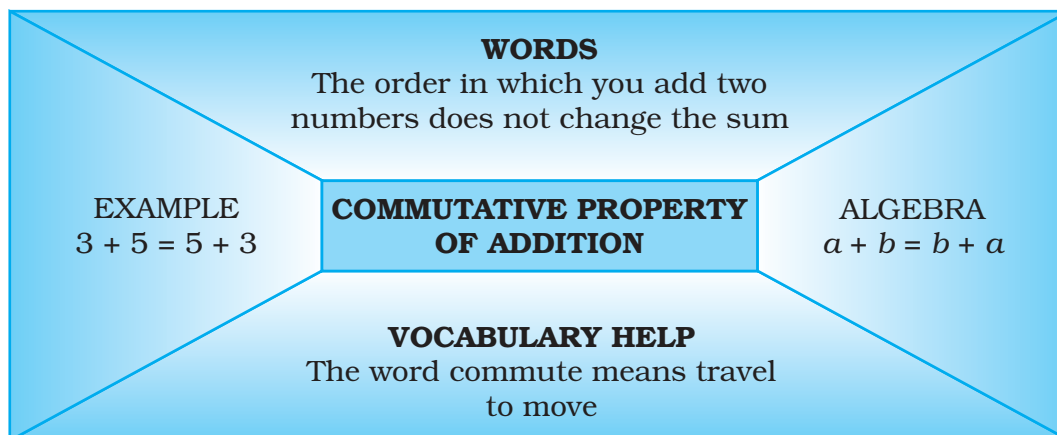 WORDS
The order in which you add two
numbers does not change the sum
EXAMPLE
3 + 5 = 5 + 3
COMMUTATIVE PROPERTY
OF ADDITION
ALGEBRA
a + b = b + a
VOCABULARY HELP
The word commute means travel
to move